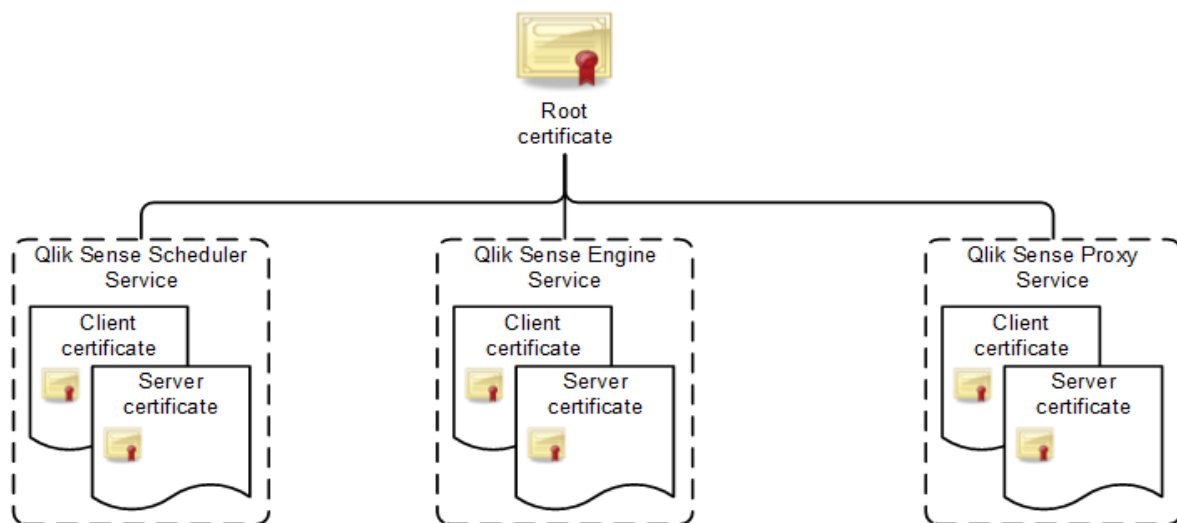 Root
certificate
Qlik Sense Scheduler
Service
Client
certificate
Server
certificate
Qlik Sense Engine
Service
Client
certificate
Server
certificate
Qlik Sense Proxy
Service
Client
certificate
Server
certificate